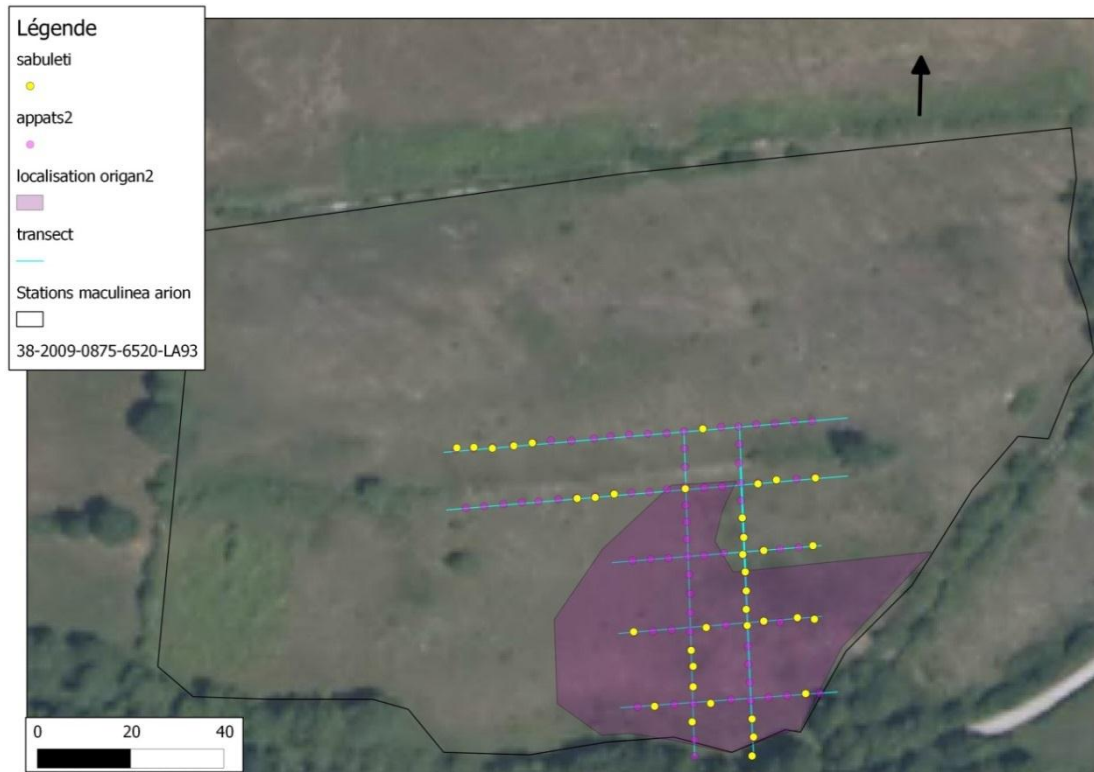 Légende
sabuleti
appats2
localisation origan2
transect
Stations maculinea arion
38-2009-0875-6520-LA93
0 20 40